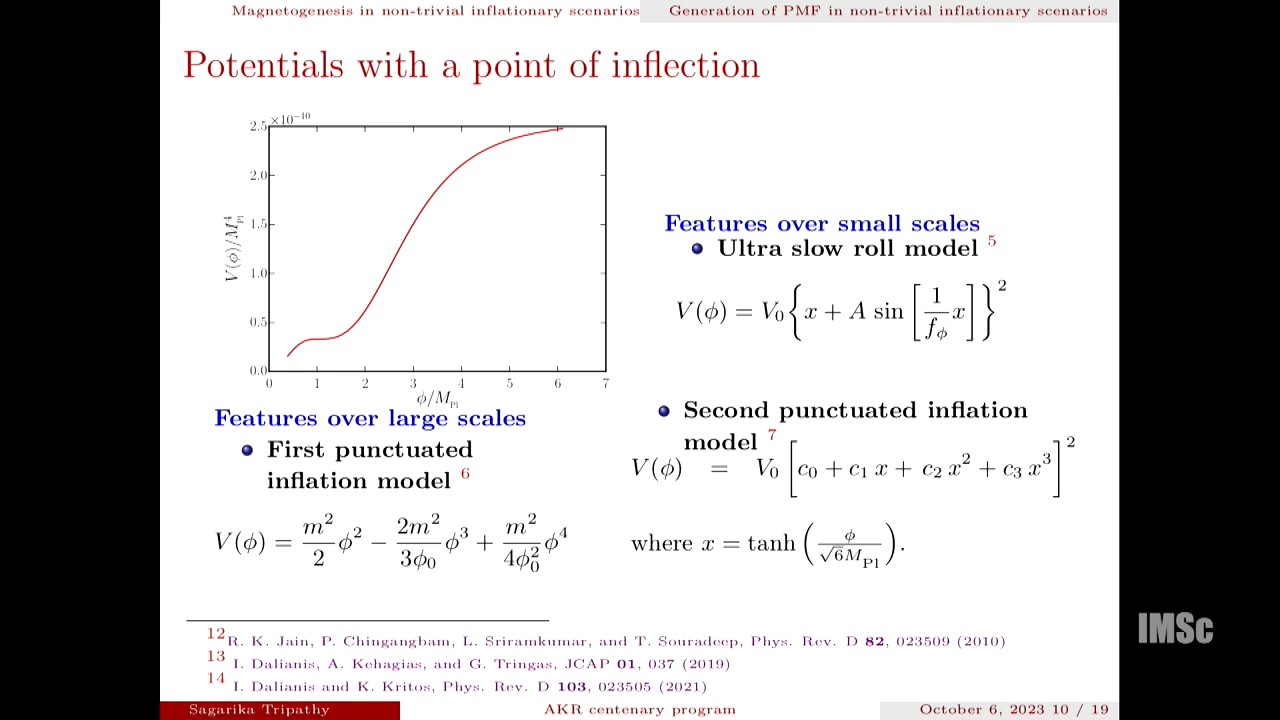 Magnetogenesis in non-trivial inflationary scenarios
Generation of PMF in non-trivial inflationary scenarios
Potentials with a point of inflection
×10⁻¹⁰
2.5
2.0
1.5
1.0
0.5
0.0
V(ϕ)/M⁴_Pl
0 1 2 3 4 5 6 7
ϕ/M_Pl
Features over large scales
First punctuated
inflation model ⁶
V(ϕ) = m²/2 ϕ² − 2m²/3ϕ₀ ϕ³ + m²/4ϕ₀² ϕ⁴
Features over small scales
Ultra slow roll model ⁵
V(ϕ) = V₀ { x + A sin [ 1/f_ϕ x ] }²
Second punctuated inflation
model ⁷
V(ϕ) = V₀ [ c₀ + c₁ x + c₂ x² + c₃ x³ ]²
where x = tanh ( ϕ/√6 M_Pl ).
¹²R. K. Jain, P. Chingangbam, L. Sriramkumar, and T. Souradeep, Phys. Rev. D 82, 023509 (2010)
¹³ I. Dalianis, A. Kehagias, and G. Tringas, JCAP 01, 037 (2019)
¹⁴ I. Dalianis and K. Kritos, Phys. Rev. D 103, 023505 (2021)
Sagarika Tripathy
AKR centenary program
October 6, 2023 10 / 19
IMSc